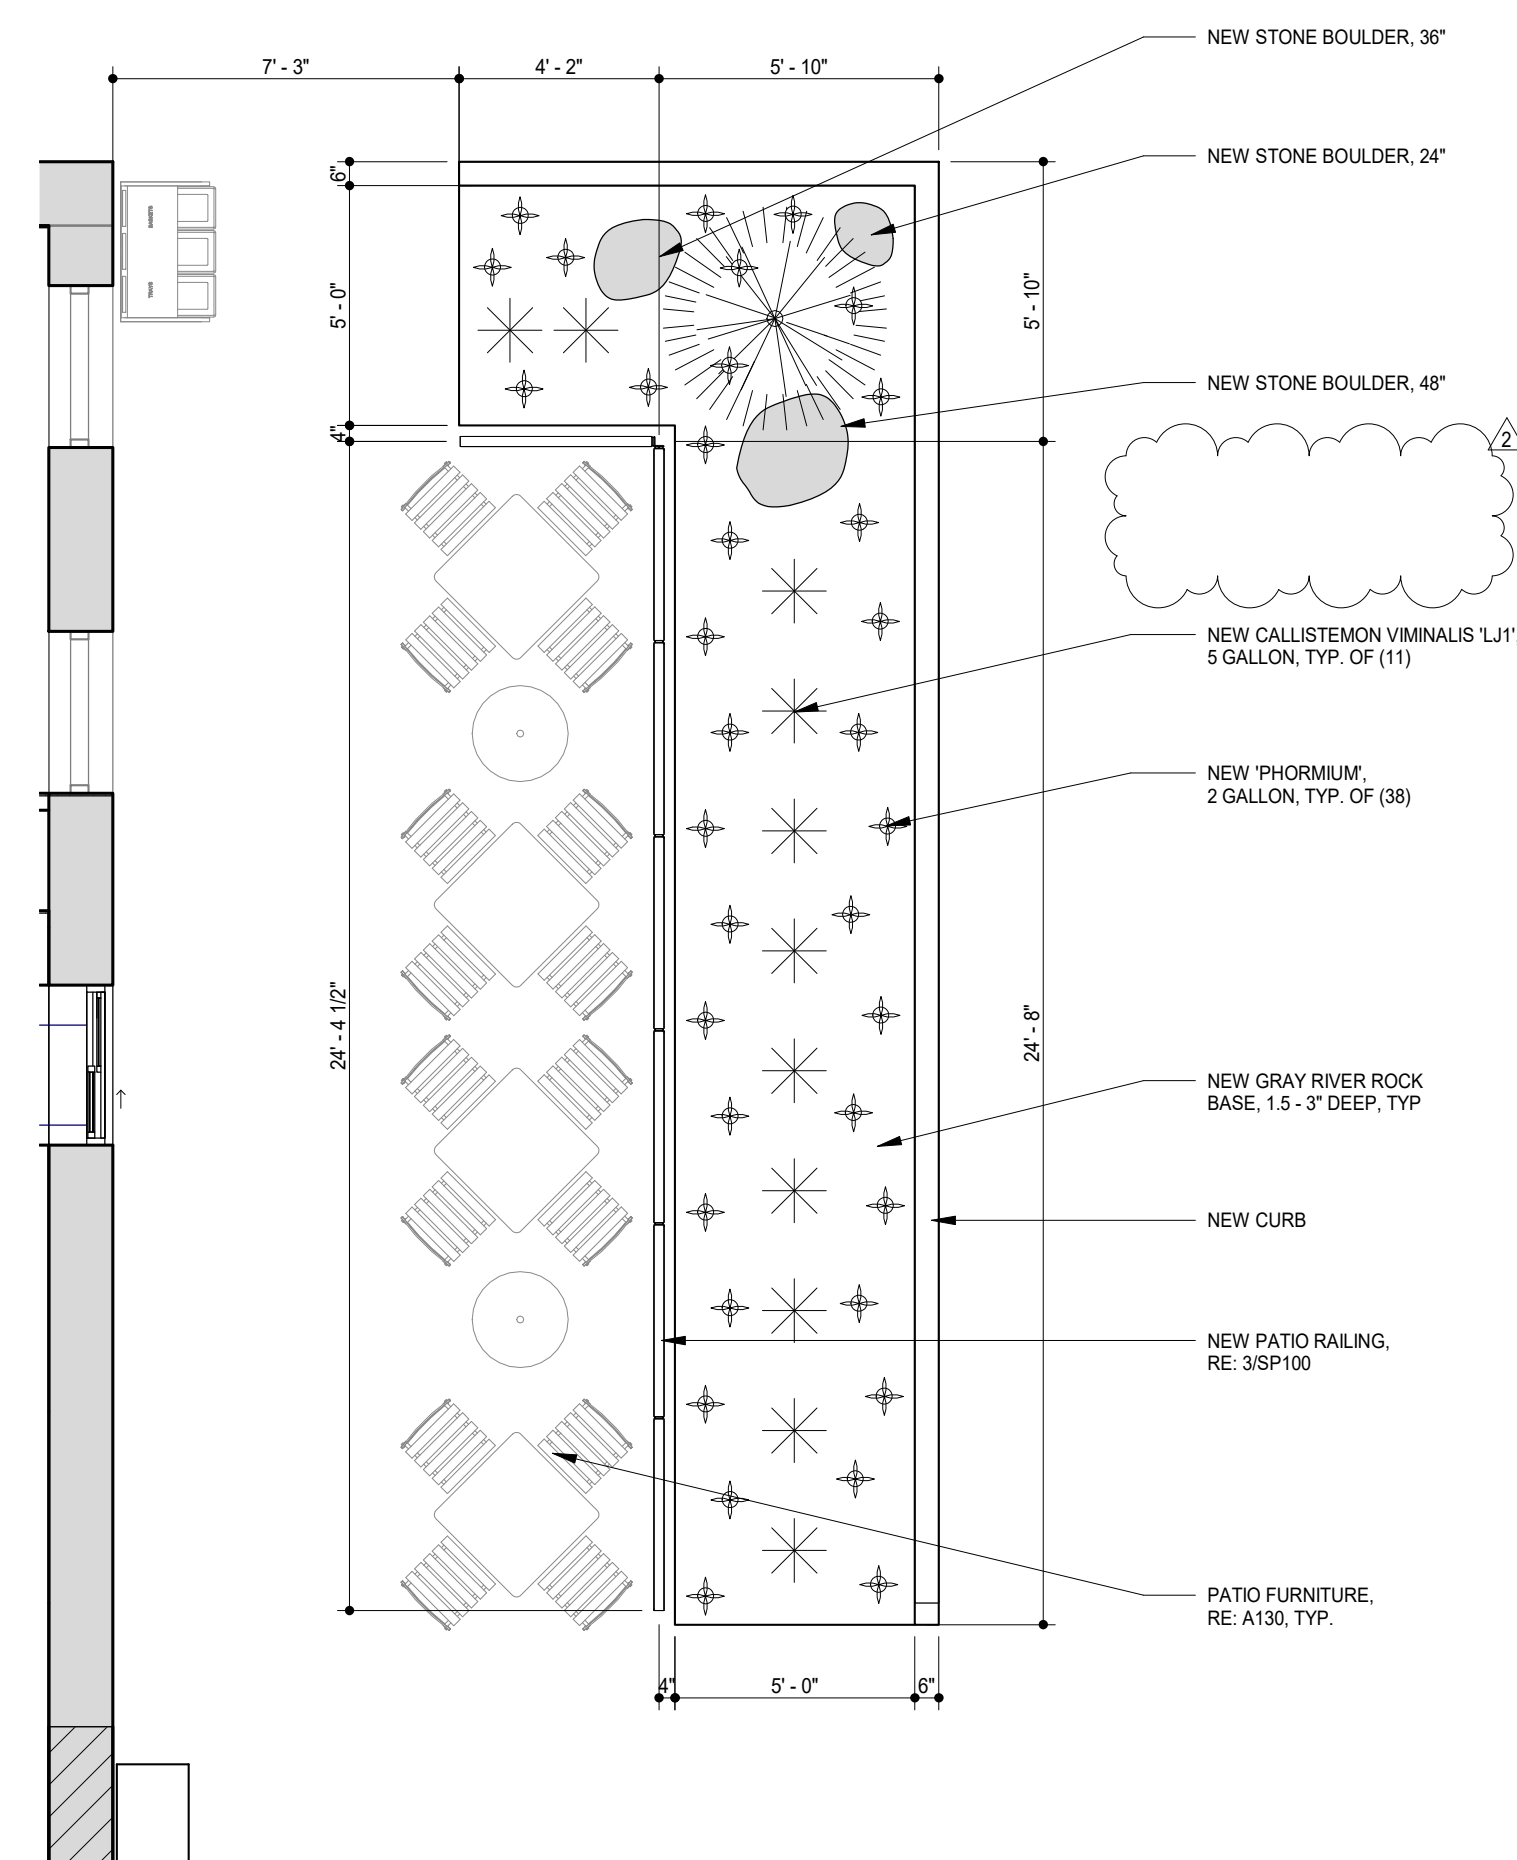 NEW STONE BOULDER, 36"
7' - 3"
4' - 2"
5' - 10"
NEW STONE BOULDER, 24"
6"
BASKETS
TRAYS
5' - 0"
5' - 10"
NEW STONE BOULDER, 48"
4"
2
NEW CALLISTEMON VIMINALIS 'LJ1',
5 GALLON, TYP. OF (11)
NEW 'PHORMIUM',
2 GALLON, TYP. OF (38)
24' - 4 1/2"
24' - 8"
NEW GRAY RIVER ROCK
BASE, 1.5 - 3" DEEP, TYP
NEW CURB
NEW PATIO RAILING,
RE: 3/SP100
PATIO FURNITURE,
RE: A130, TYP.
4"
5' - 0"
6"